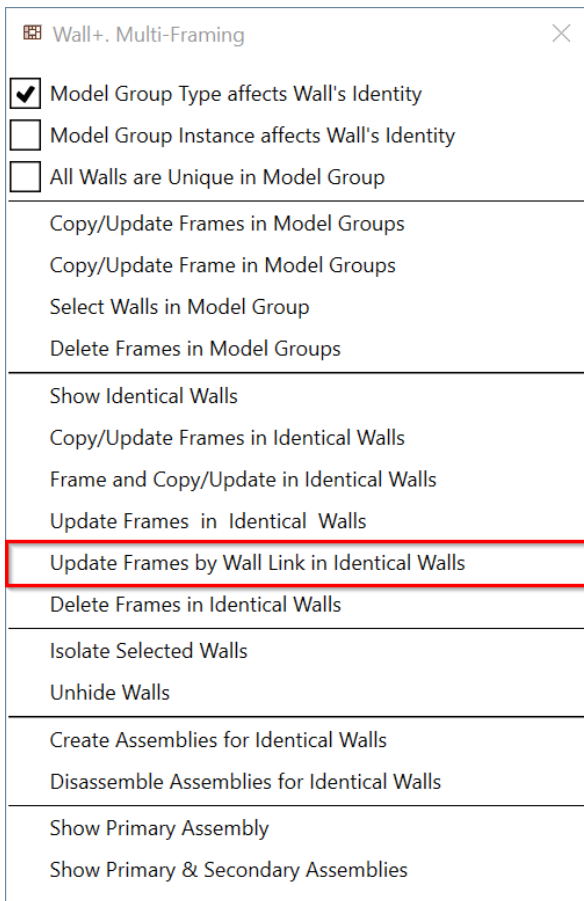 Wall+. Multi-Framing
Model Group Type affects Wall's Identity
Model Group Instance affects Wall's Identity
All Walls are Unique in Model Group
Copy/Update Frames in Model Groups
Copy/Update Frame in Model Groups
Select Walls in Model Group
Delete Frames in Model Groups
Show Identical Walls
Copy/Update Frames in Identical Walls
Frame and Copy/Update in Identical Walls
Update Frames in Identical Walls
Update Frames by Wall Link in Identical Walls
Delete Frames in Identical Walls
Isolate Selected Walls
Unhide Walls
Create Assemblies for Identical Walls
Disassemble Assemblies for Identical Walls
Show Primary Assembly
Show Primary & Secondary Assemblies